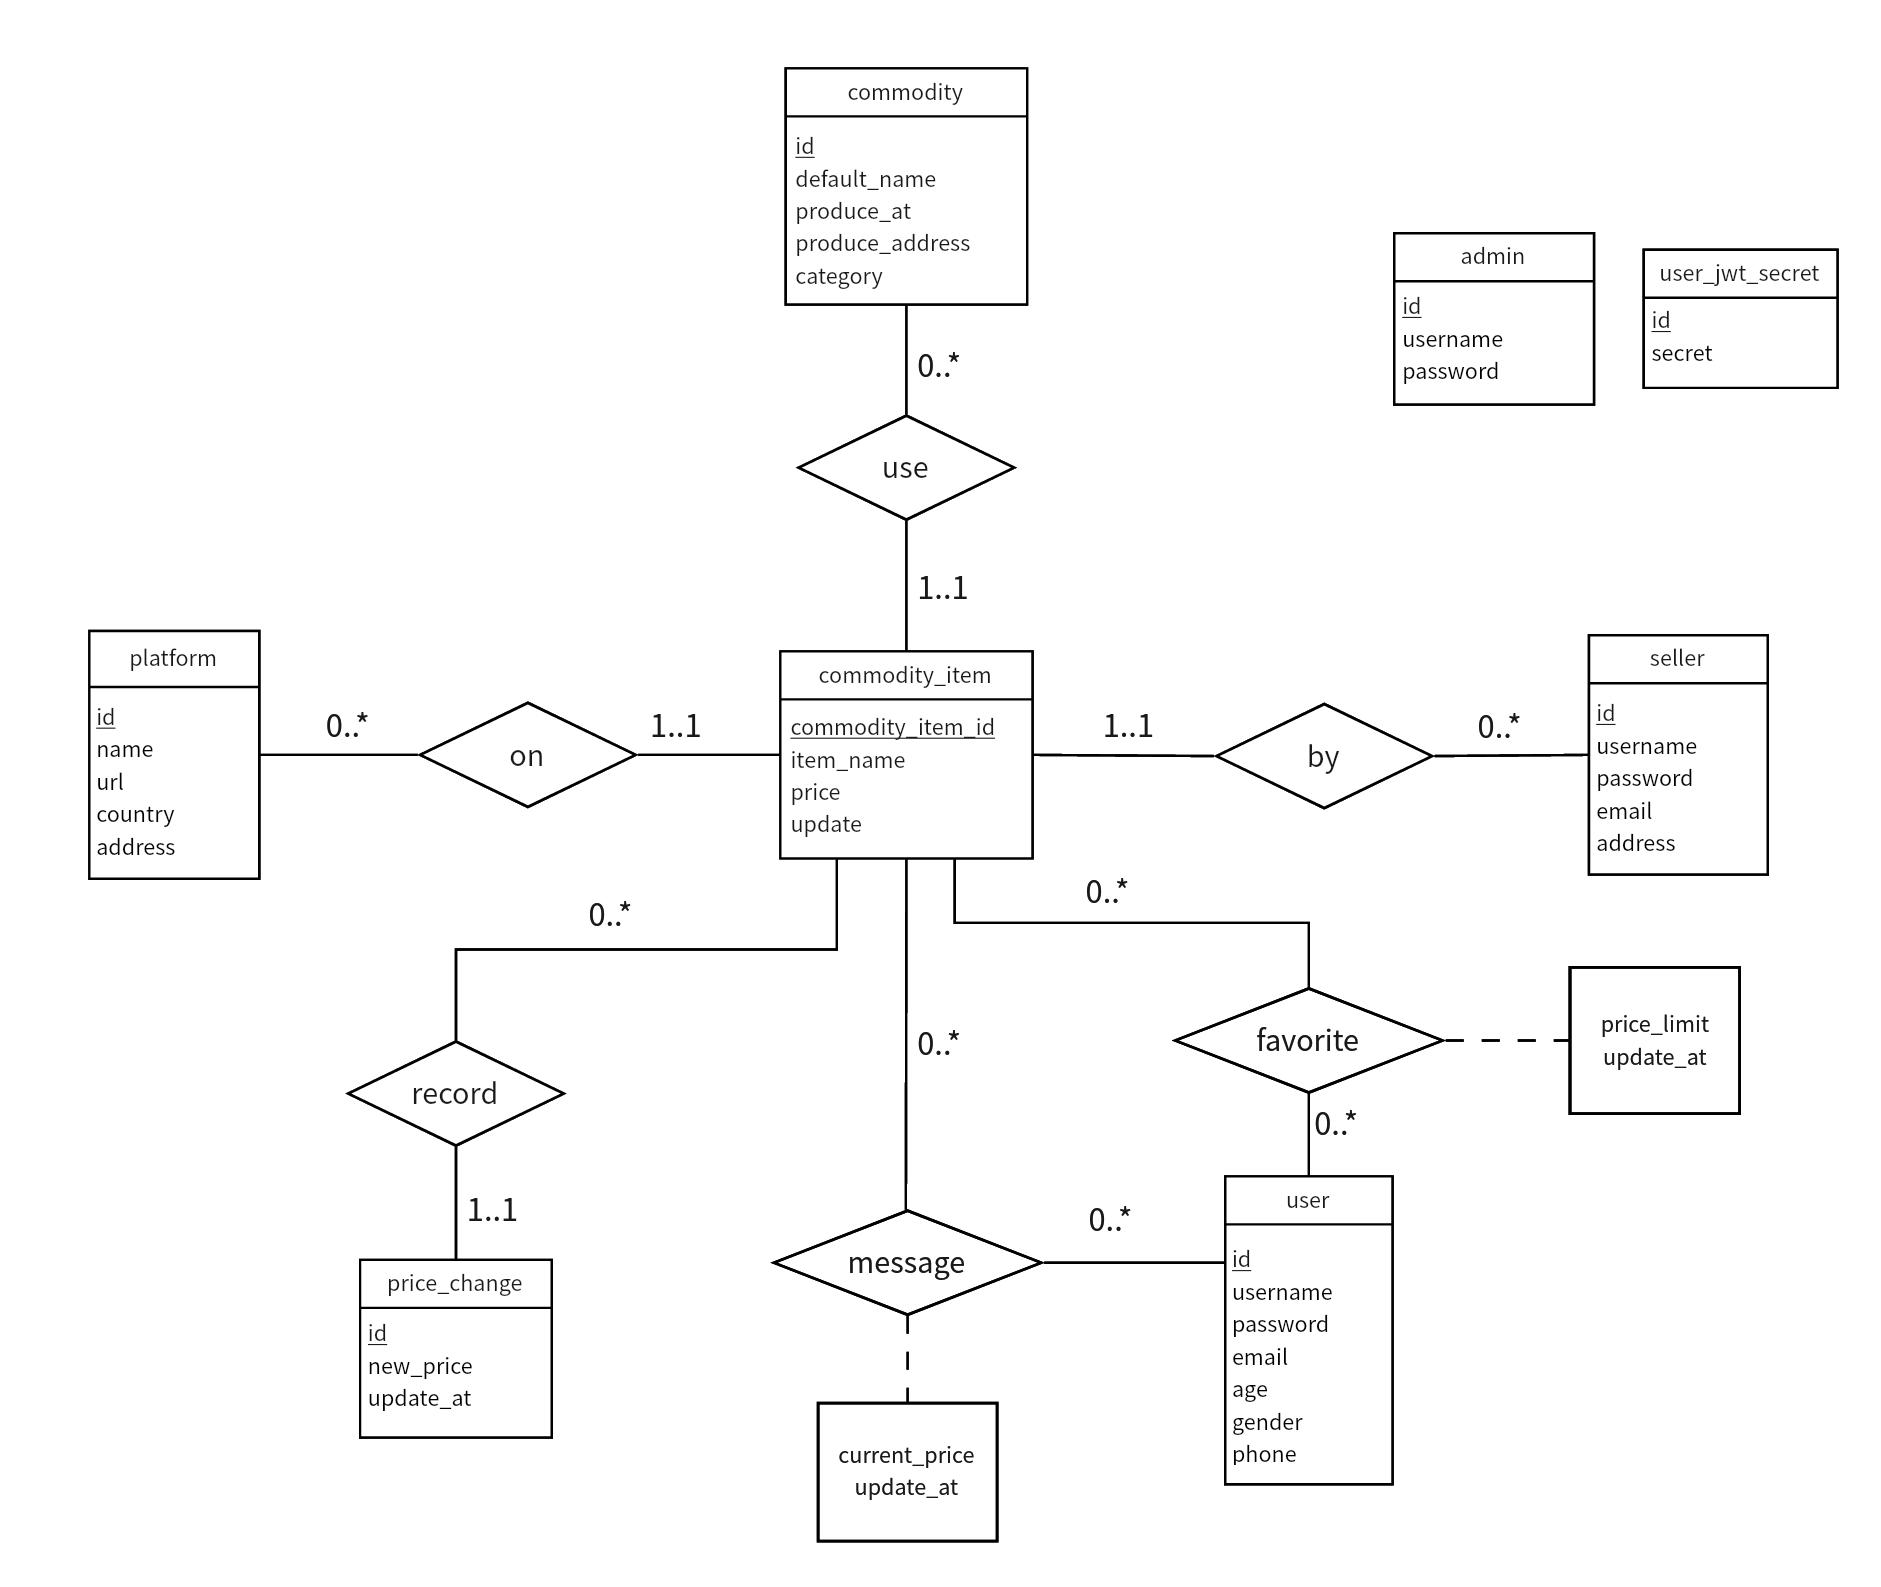 commodity
id
default_name
produce_at
produce_address
category
admin
id
username
password
user_jwt_secret
id
secret
0..*
use
1..1
platform
id
name
url
country
address
0..*
on
1..1
commodity_item
commodity_item_id
item_name
price
update
1..1
by
0..*
seller
id
username
password
email
address
0..*
0..*
record
1..1
price_change
id
new_price
update_at
0..*
message
0..*
current_price
update_at
favorite
price_limit
update_at
0..*
user
id
username
password
email
age
gender
phone